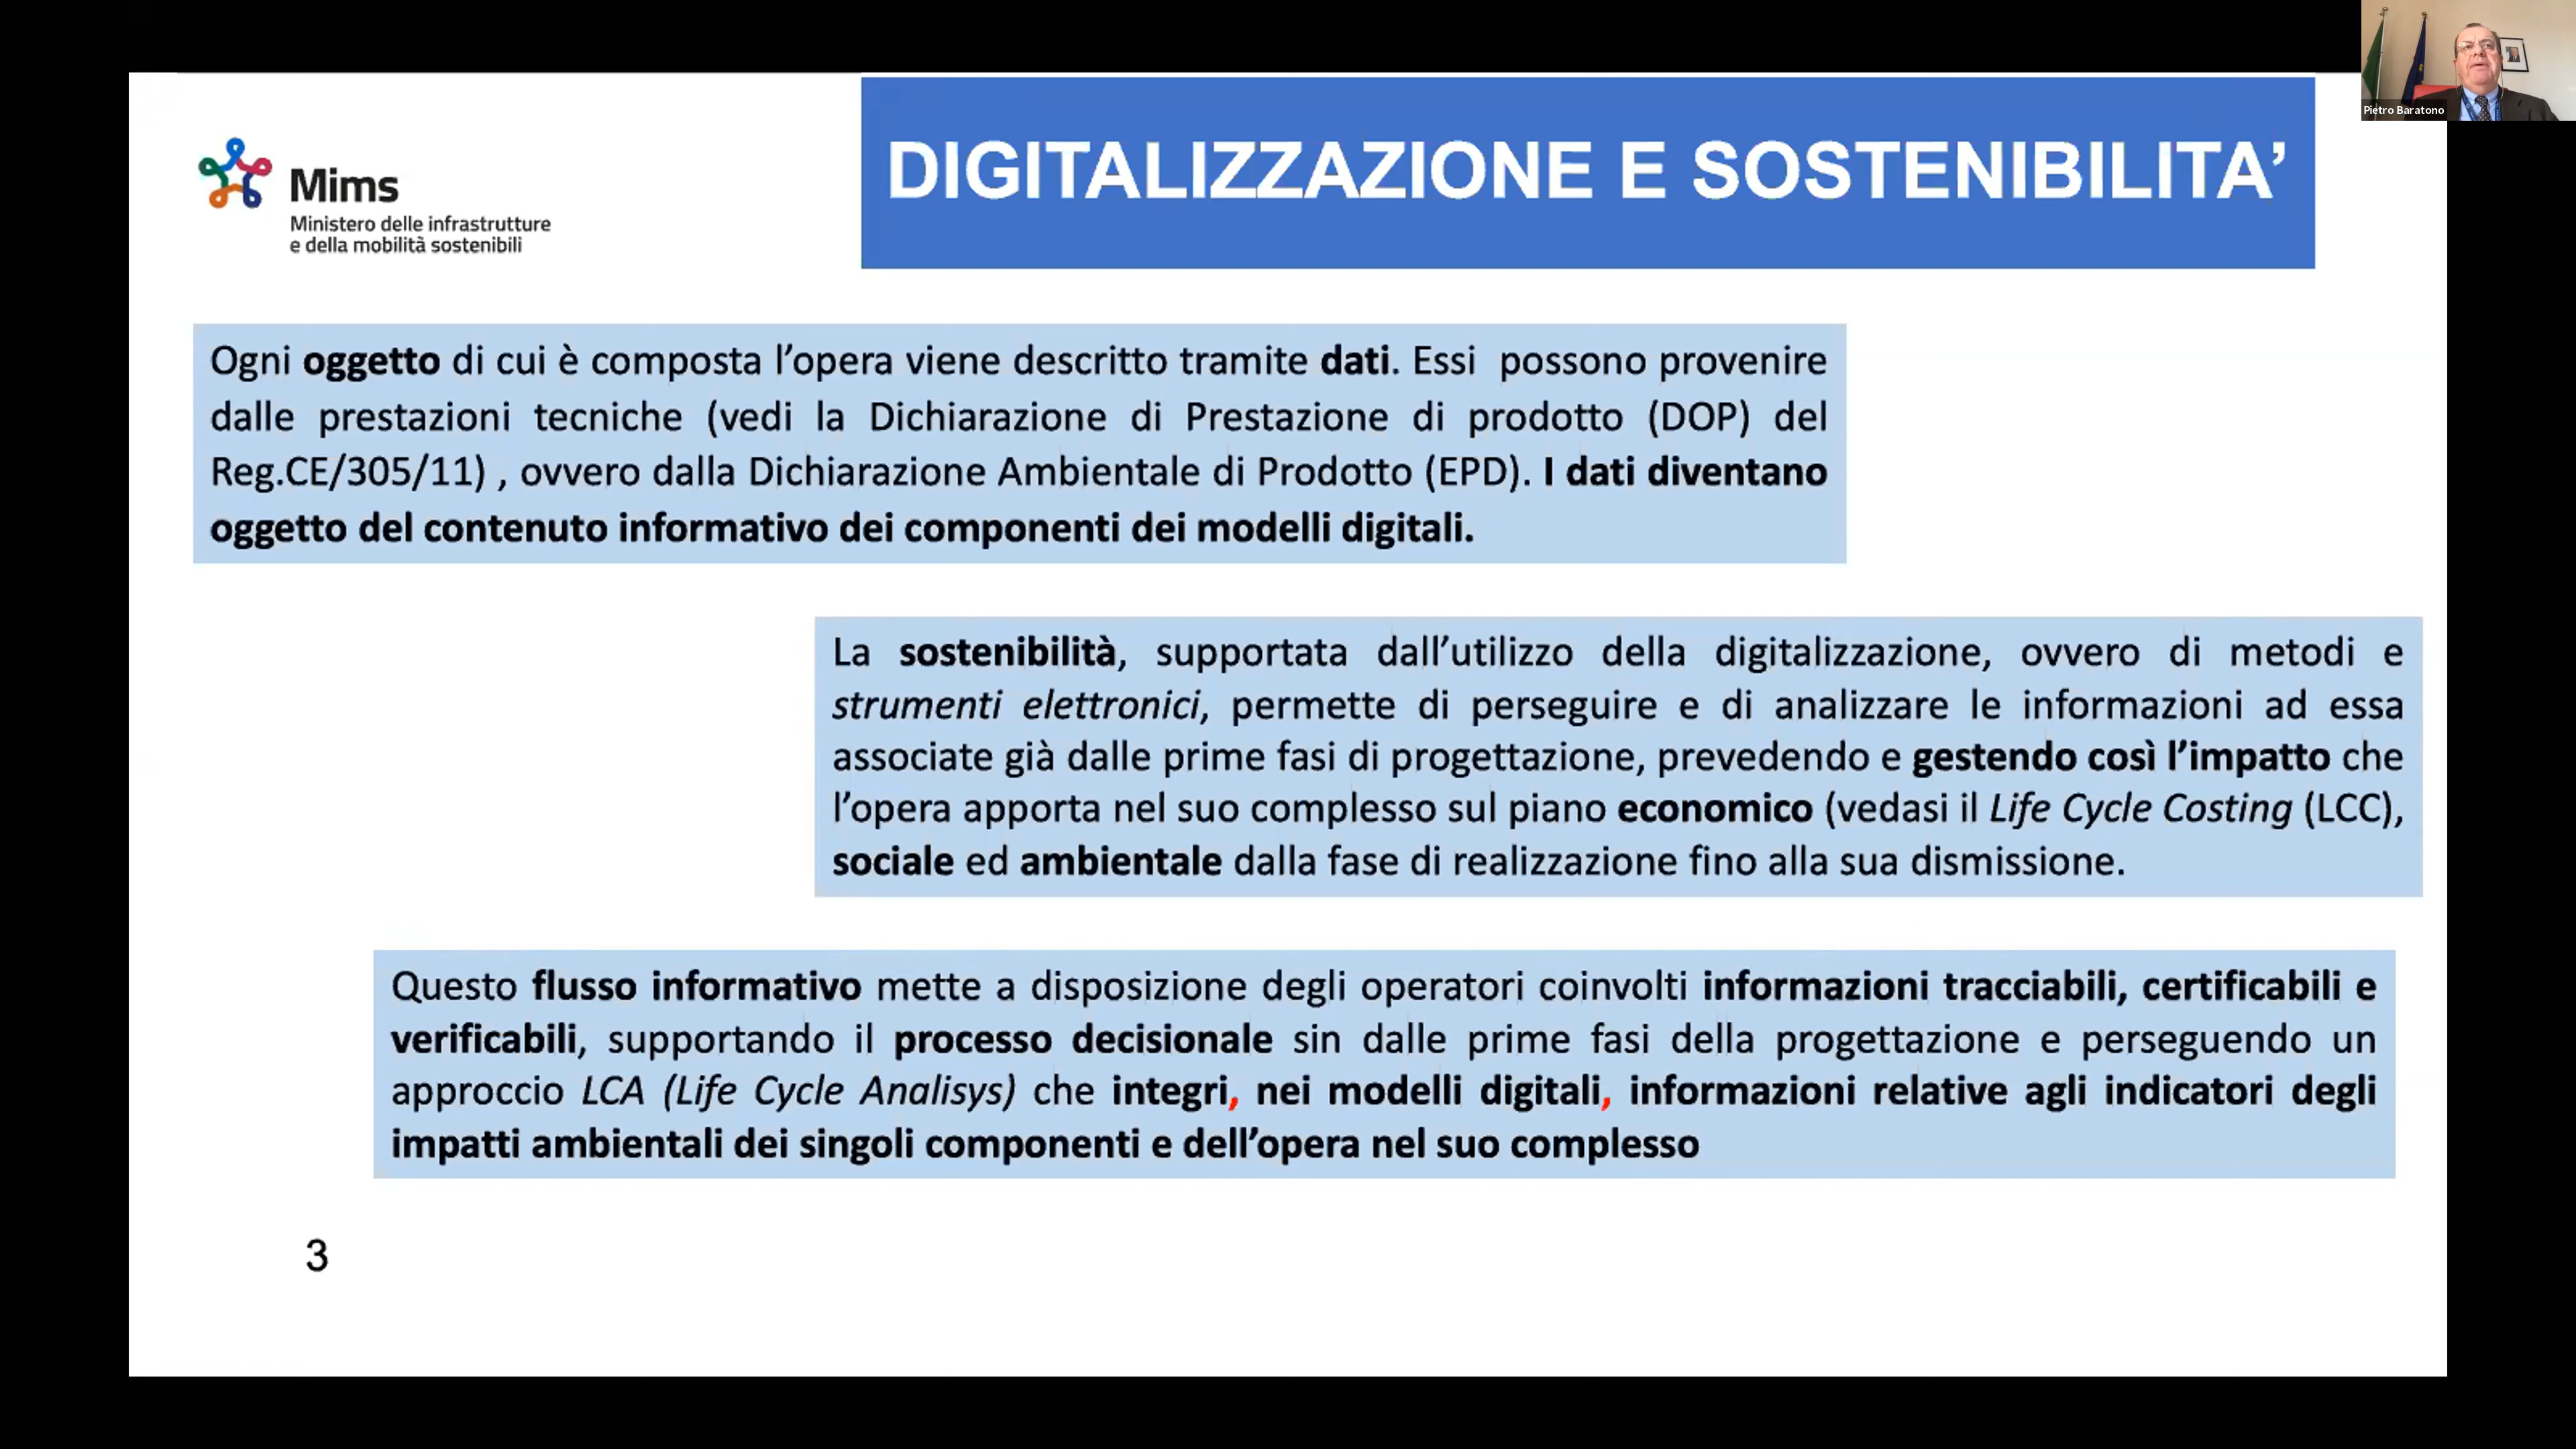 Pietro Baratono
DIGITALIZZAZIONE E SOSTENIBILITA’
Mims
Ministero delle infrastrutture
e della mobilità sostenibili
Ogni oggetto di cui è composta l’opera viene descritto tramite dati. Essi possono provenire
dalle prestazioni tecniche (vedi la Dichiarazione di Prestazione di prodotto (DOP) del
Reg.CE/305/11) , ovvero dalla Dichiarazione Ambientale di Prodotto (EPD). I dati diventano
oggetto del contenuto informativo dei componenti dei modelli digitali.
La sostenibilità, supportata dall’utilizzo della digitalizzazione, ovvero di metodi e
strumenti elettronici, permette di perseguire e di analizzare le informazioni ad essa
associate già dalle prime fasi di progettazione, prevedendo e gestendo così l’impatto che
l’opera apporta nel suo complesso sul piano economico (vedasi il Life Cycle Costing (LCC),
sociale ed ambientale dalla fase di realizzazione fino alla sua dismissione.
Questo flusso informativo mette a disposizione degli operatori coinvolti informazioni tracciabili, certificabili e
verificabili, supportando il processo decisionale sin dalle prime fasi della progettazione e perseguendo un
approccio LCA (Life Cycle Analisys) che integri, nei modelli digitali, informazioni relative agli indicatori degli
impatti ambientali dei singoli componenti e dell’opera nel suo complesso
3